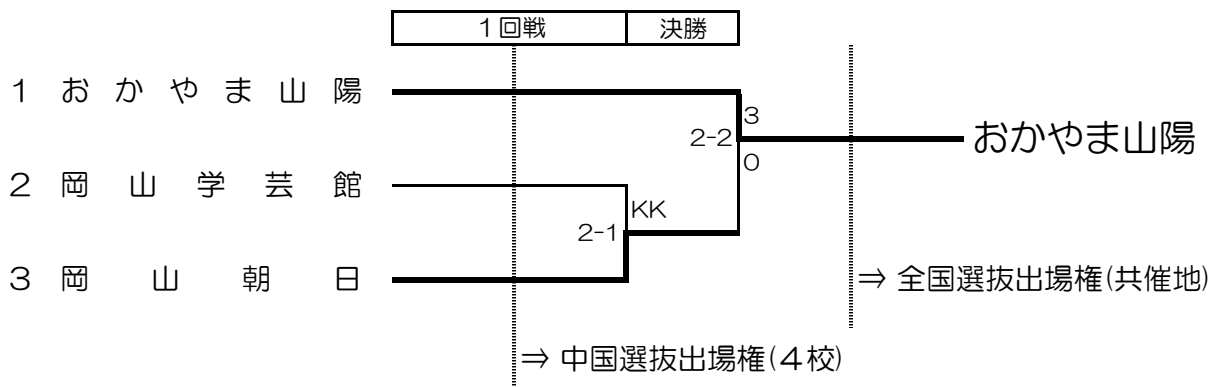 １回戦 決勝
１ おかやま山陽
3
2-2
おかやま山陽
0
２ 岡山学芸館
KK
2-1
３ 岡山朝日
⇒ 全国選抜出場権(共催地)
⇒ 中国選抜出場権(４校)